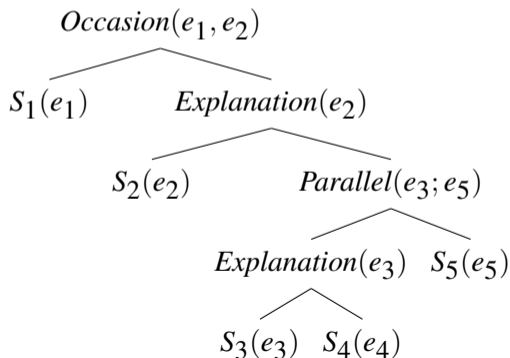 Occasion(e1, e2)
S1(e1) Explanation(e2)
S2(e2) Parallel(e3; e5)
Explanation(e3) S5(e5)
S3(e3) S4(e4)